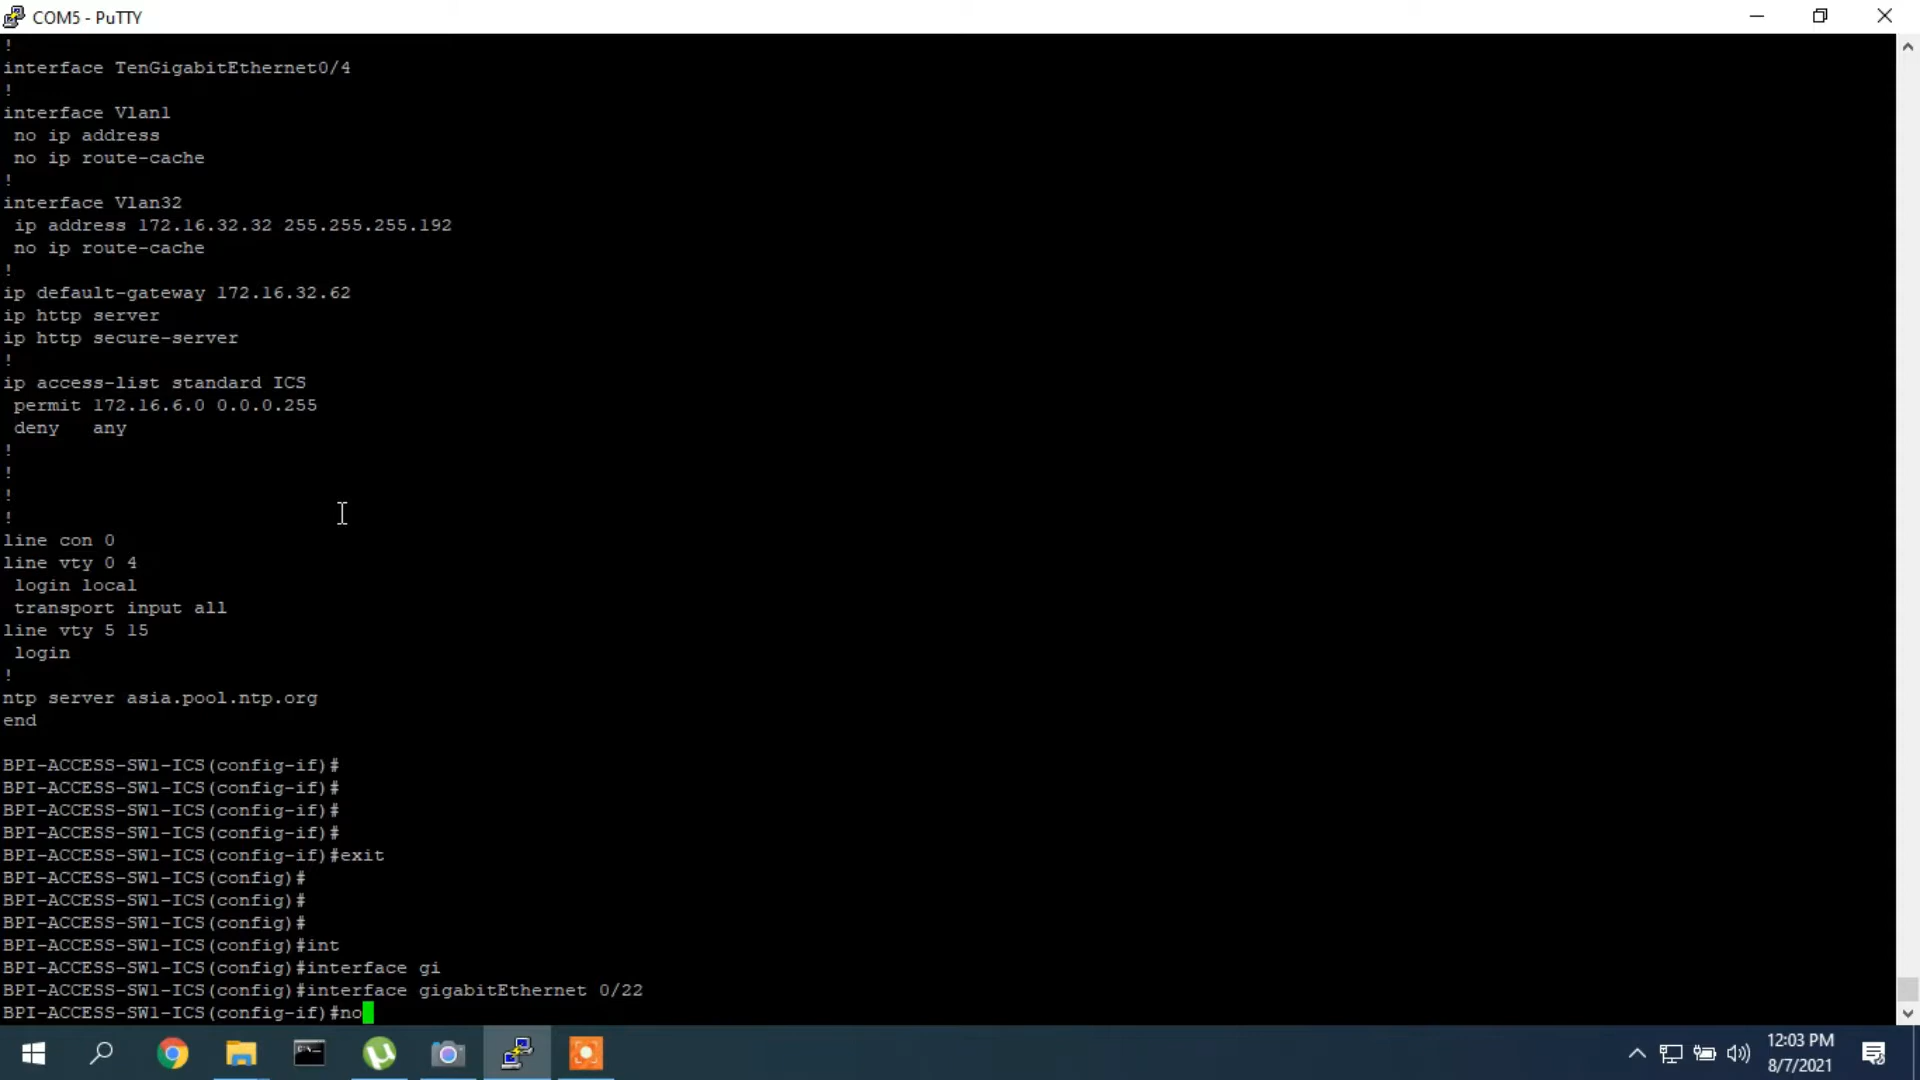 COM5 - PuTTY
!
interface TenGigabitEthernet0/4
!
interface Vlan1
 no ip address
 no ip route-cache
!
interface Vlan32
 ip address 172.16.32.32 255.255.255.192
 no ip route-cache
!
ip default-gateway 172.16.32.62
ip http server
ip http secure-server
!
ip access-list standard ICS
 permit 172.16.6.0 0.0.0.255
 deny   any
!
!
!
!
line con 0
line vty 0 4
 login local
 transport input all
line vty 5 15
 login
!
ntp server asia.pool.ntp.org
end
BPI-ACCESS-SW1-ICS(config-if)#
BPI-ACCESS-SW1-ICS(config-if)#
BPI-ACCESS-SW1-ICS(config-if)#
BPI-ACCESS-SW1-ICS(config-if)#
BPI-ACCESS-SW1-ICS(config-if)#exit
BPI-ACCESS-SW1-ICS(config)#
BPI-ACCESS-SW1-ICS(config)#
BPI-ACCESS-SW1-ICS(config)#
BPI-ACCESS-SW1-ICS(config)#int
BPI-ACCESS-SW1-ICS(config)#interface gi
BPI-ACCESS-SW1-ICS(config)#interface gigabitEthernet 0/22
BPI-ACCESS-SW1-ICS(config-if)#no
12:03 PM
8/7/2021